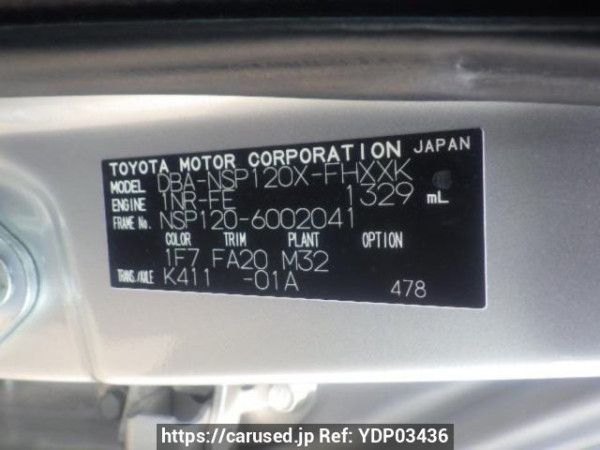 TOYOTA MOTOR CORPORATION JAPAN
MODEL DBA-NSP120X-FHXXK
ENGINE 1NR-FE 1329 mL
FRAME No. NSP120-6002041
COLOR TRIM PLANT OPTION
1F7 FA20 M32
TRANS./AXLE K411 -01A 478
https://carused.jp Ref: YDP03436